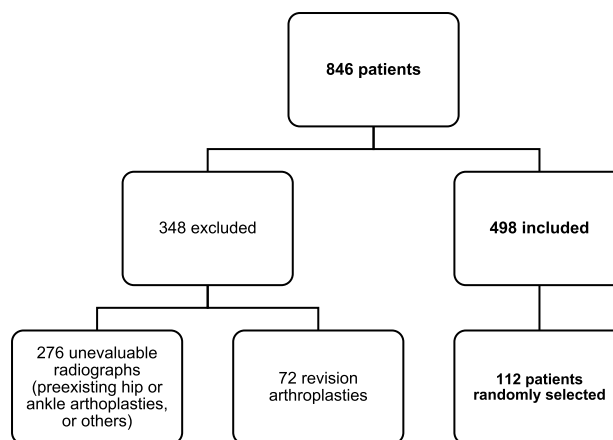 846 patients
348 excluded
498 included
276 unevaluable
radiographs
(preexisting hip or
ankle arthoplasties,
or others)
72 revision
arthroplasties
112 patients
randomly selected